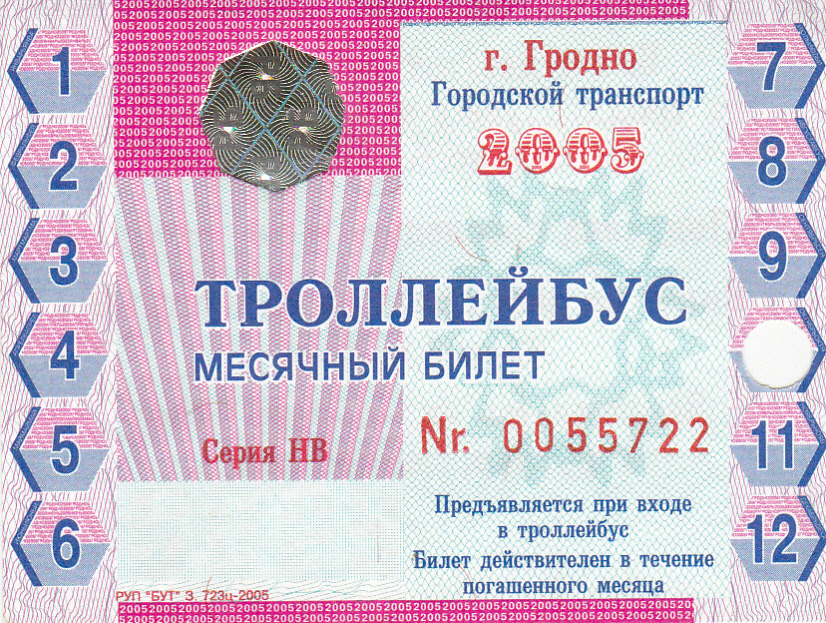 1
2
3
4
5
6
г. Гродно
Городской транспорт
2005
ТРОЛЛЕЙБУС
МЕСЯЧНЫЙ БИЛЕТ
Серия НВ
Nr. 0055722
Предъявляется при входе
в троллейбус
Билет действителен в течение
погашенного месяца
РУП "БУТ" З. 723ц-2005
7
8
9
11
12